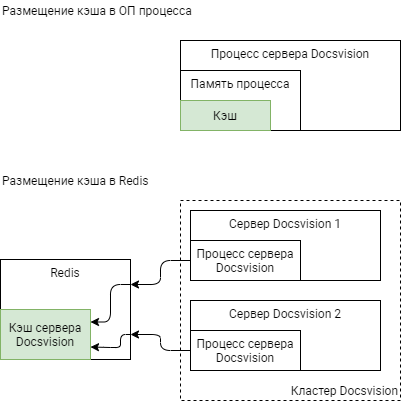 Размещение кэша в ОП процесса
Процесс сервера Docsvision
Память процесса
Кэш
Размещение кэша в Redis
Сервер Docsvision 1
Процесс сервера
Docsvision
Redis
Кэш сервера
Docsvision
Сервер Docsvision 2
Процесс сервера
Docsvision
Кластер Docsvision